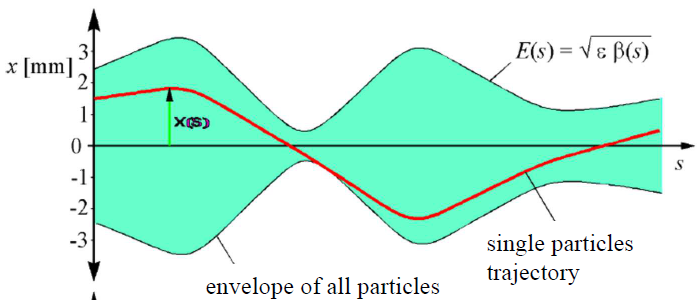 x [mm]
3
2
1
0
-1
-2
-3
X(S)
E(s) = √ε β(s)
s
single particles
trajectory
envelope of all particles